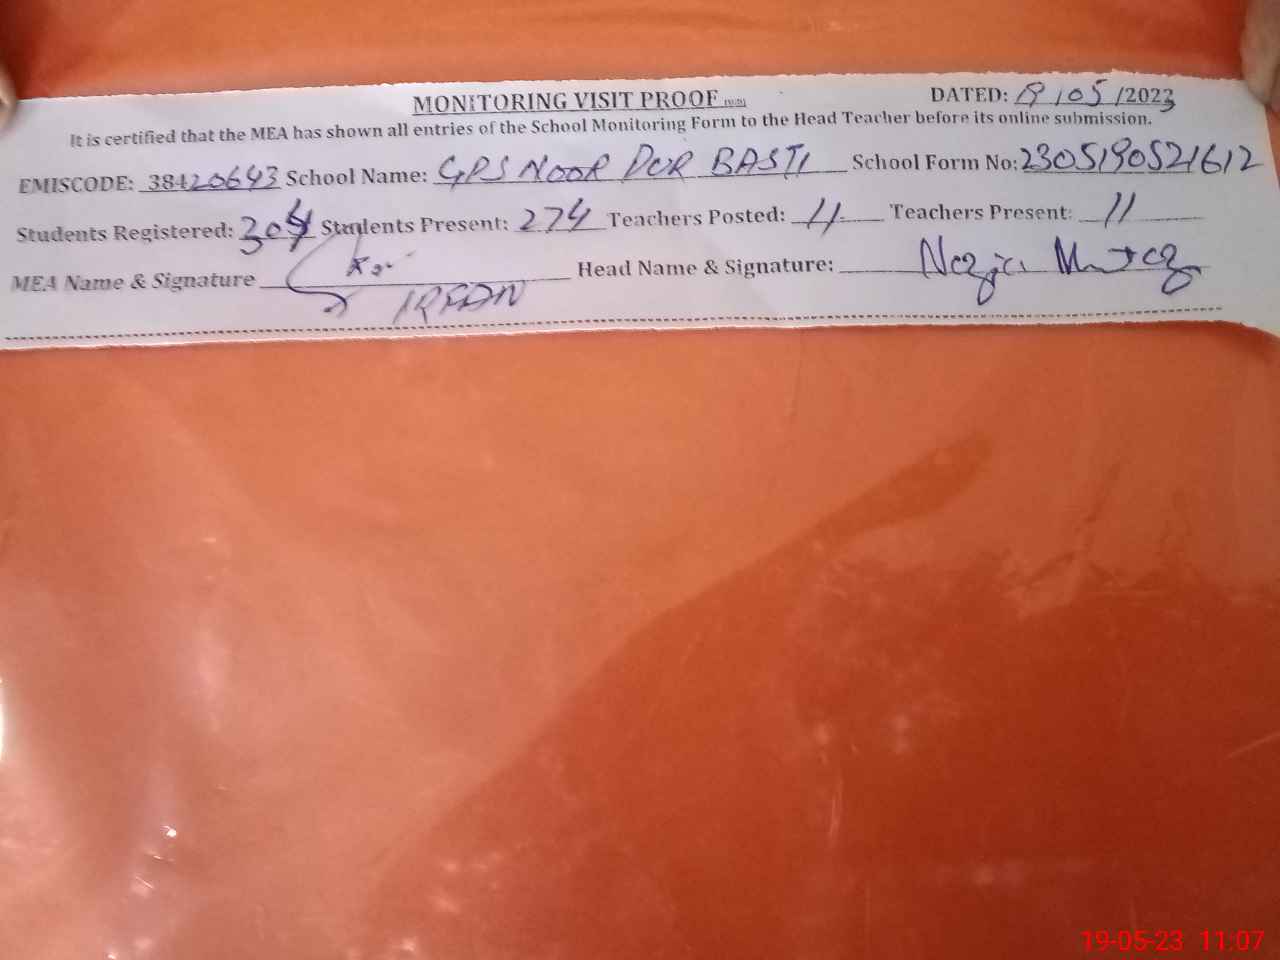 MONITORING VISIT PROOF DATED: 19/05/2023
It is certified that the MEA has shown all entries of the School Monitoring Form to the Head Teacher before its online submission.
EMISCODE: 38420643 School Name: GPS NOOR PUR BASTI School Form No: 2305190521612
Students Registered: 304 Students Present: 274 Teachers Posted: 11 Teachers Present: 11
MEA Name & Signature IRFAN Head Name & Signature: Nazia Mumtaz
19-05-23 11:07